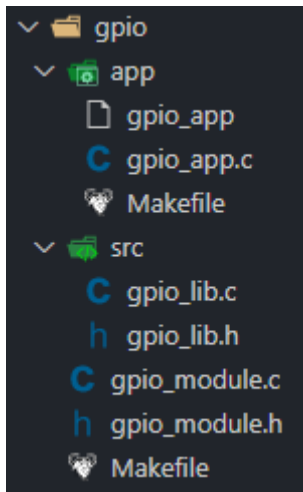 gpio
app
gpio_app
C gpio_app.c
Makefile
src
C gpio_lib.c
h gpio_lib.h
C gpio_module.c
h gpio_module.h
Makefile